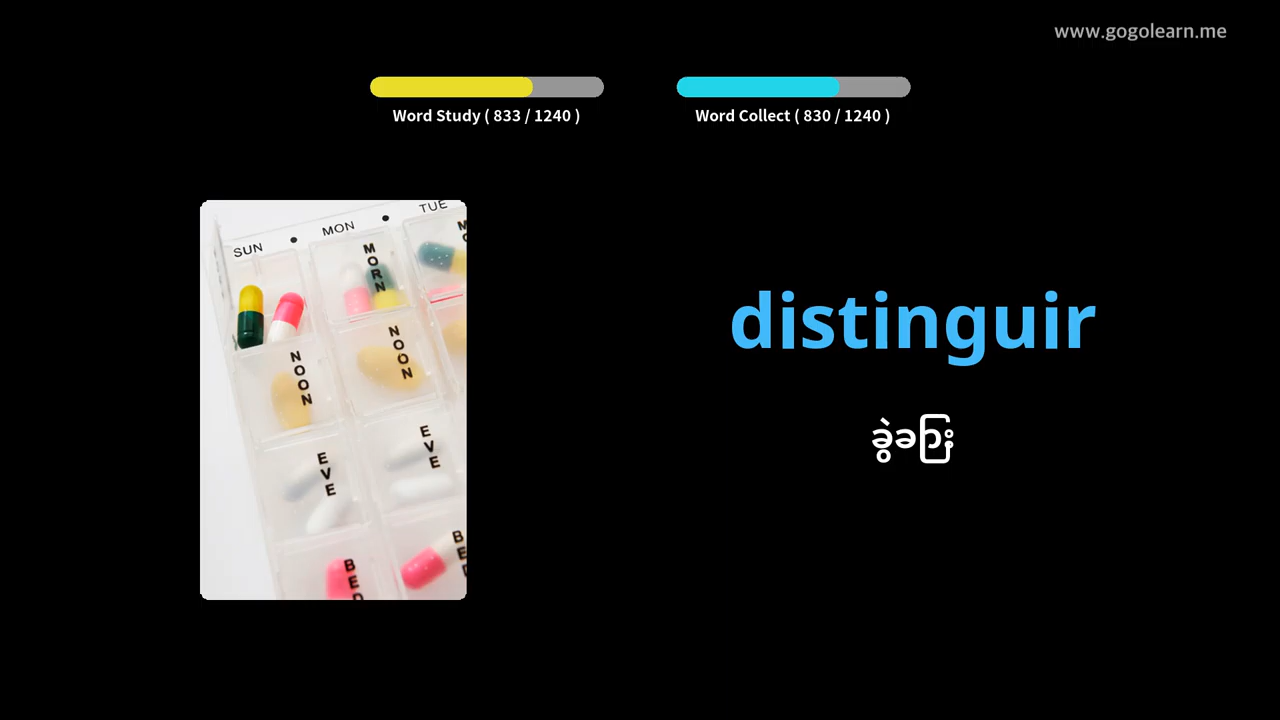 www.gogolearn.me
Word Study ( 833 / 1240 )
Word Collect ( 830 / 1240 )
SUN • MON • TUE
MORN
NOON
NOON
EVE
EVE
BED
distinguir
ခွဲခြား